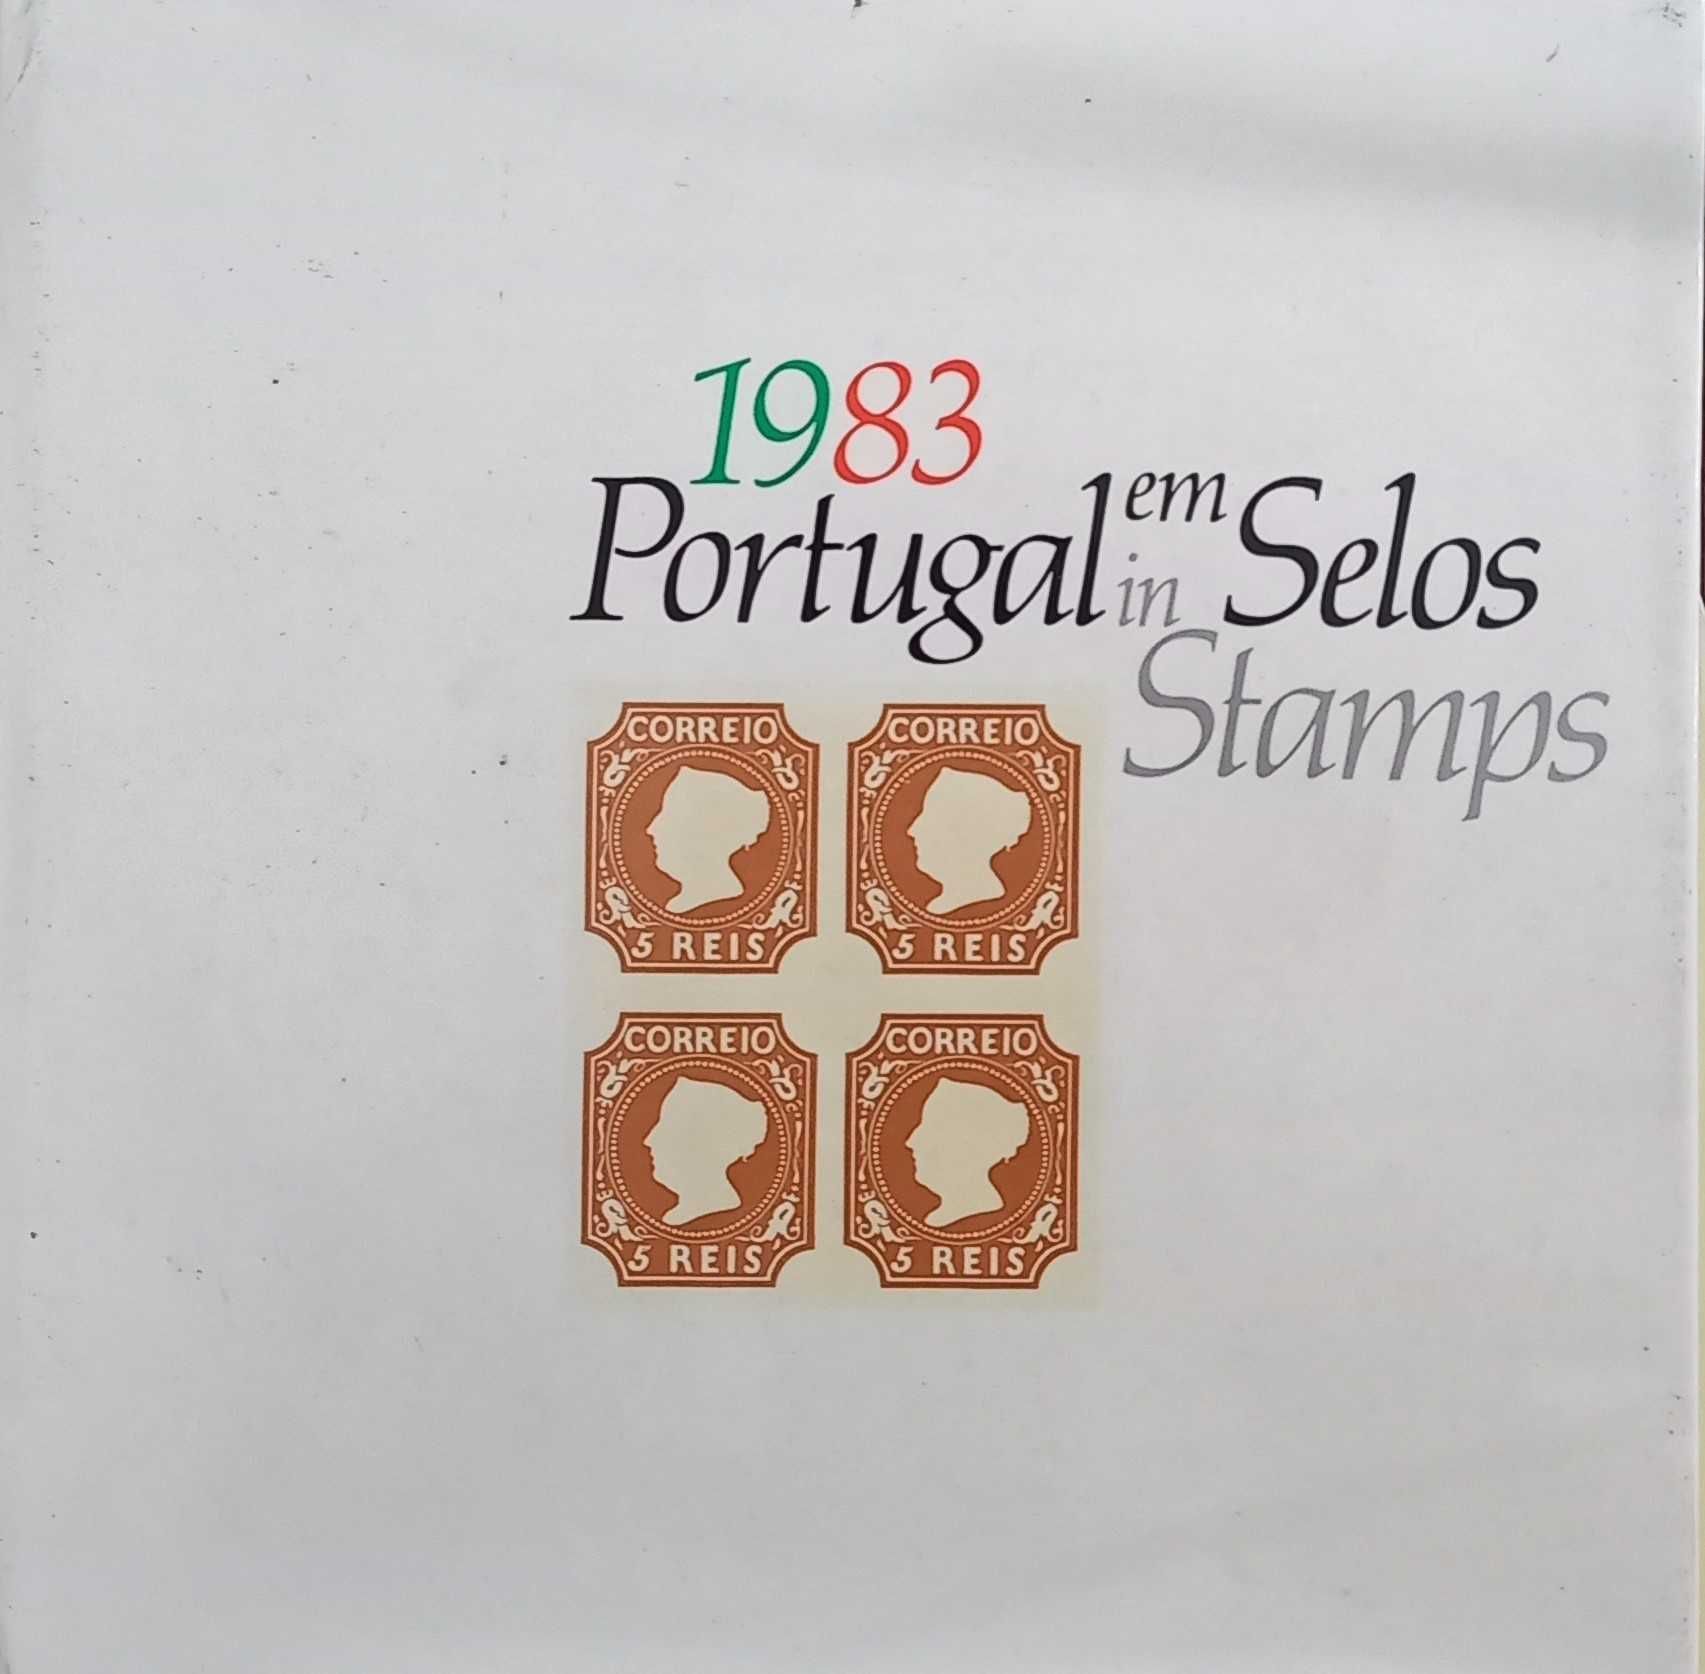 1983
Portugal em Selos
in Stamps
CORREIO CORREIO
5 REIS 5 REIS
CORREIO CORREIO
5 REIS 5 REIS